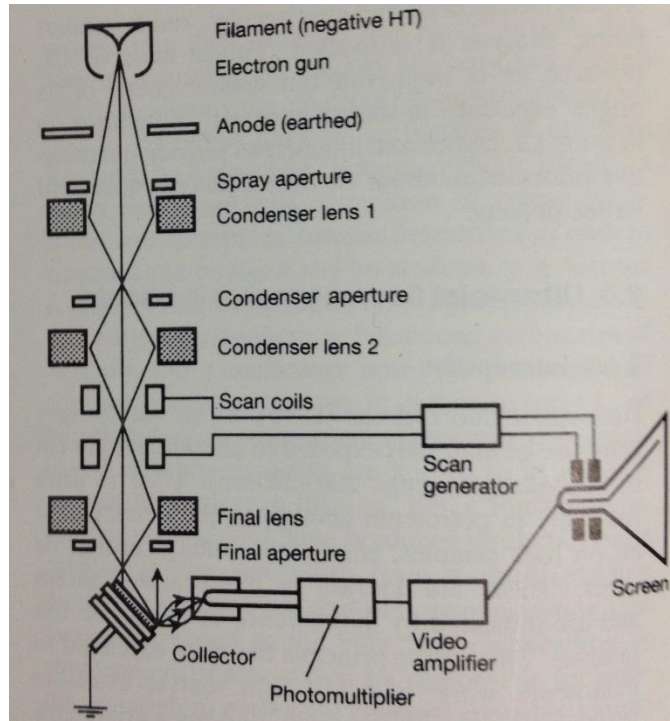 Filament (negative HT)
Electron gun
Anode (earthed)
Spray aperture
Condenser lens 1
Condenser aperture
Condenser lens 2
Scan coils
Scan
generator
Final lens
Final aperture
Screen
Collector
Video
amplifier
Photomultiplier